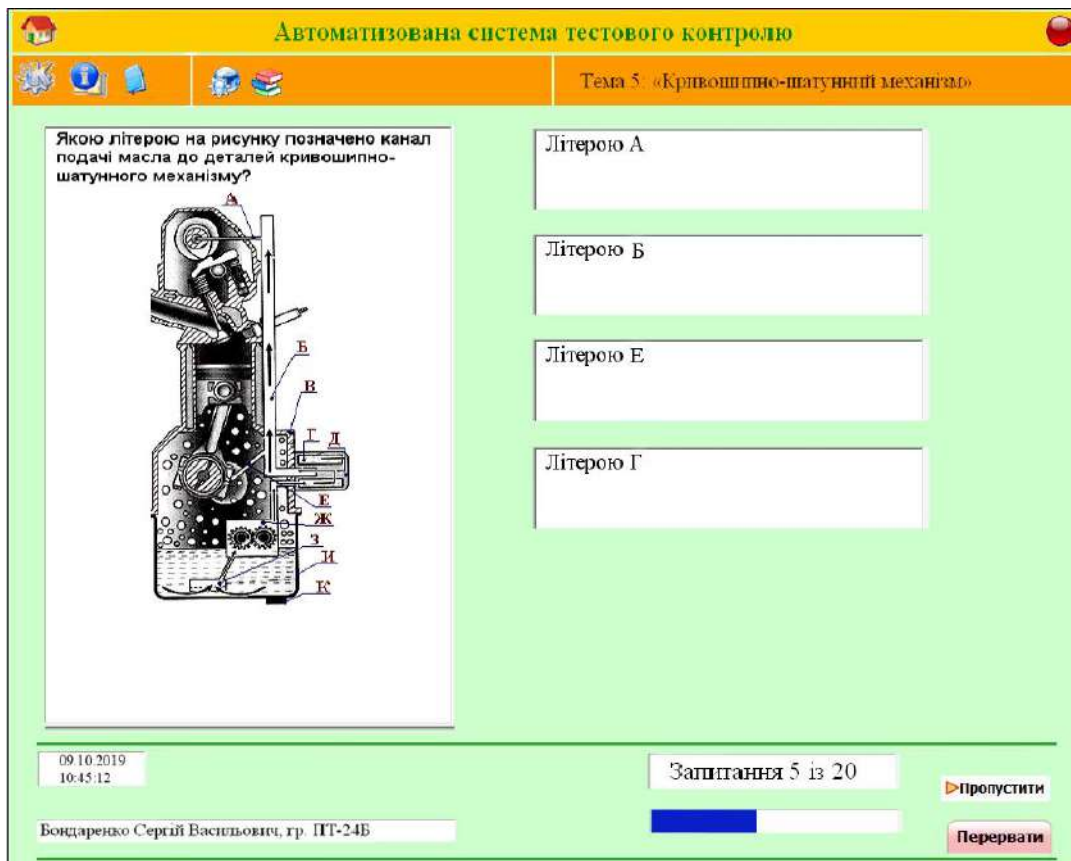 Автоматизована система тестового контролю
Тема 5: «Кривошипно-шатунний механізм»
Якою літерою на рисунку позначено канал
подачі масла до деталей кривошипно-
шатунного механізму?
А
Б
В
Г
Д
Е
Ж
З
И
К
Літерою А
Літерою Б
Літерою Е
Літерою Г
09.10.2019
10:45:12
Запитання 5 із 20
Пропустити
Бондаренко Сергій Васильович, гр. ПТ-24Б
Перервати